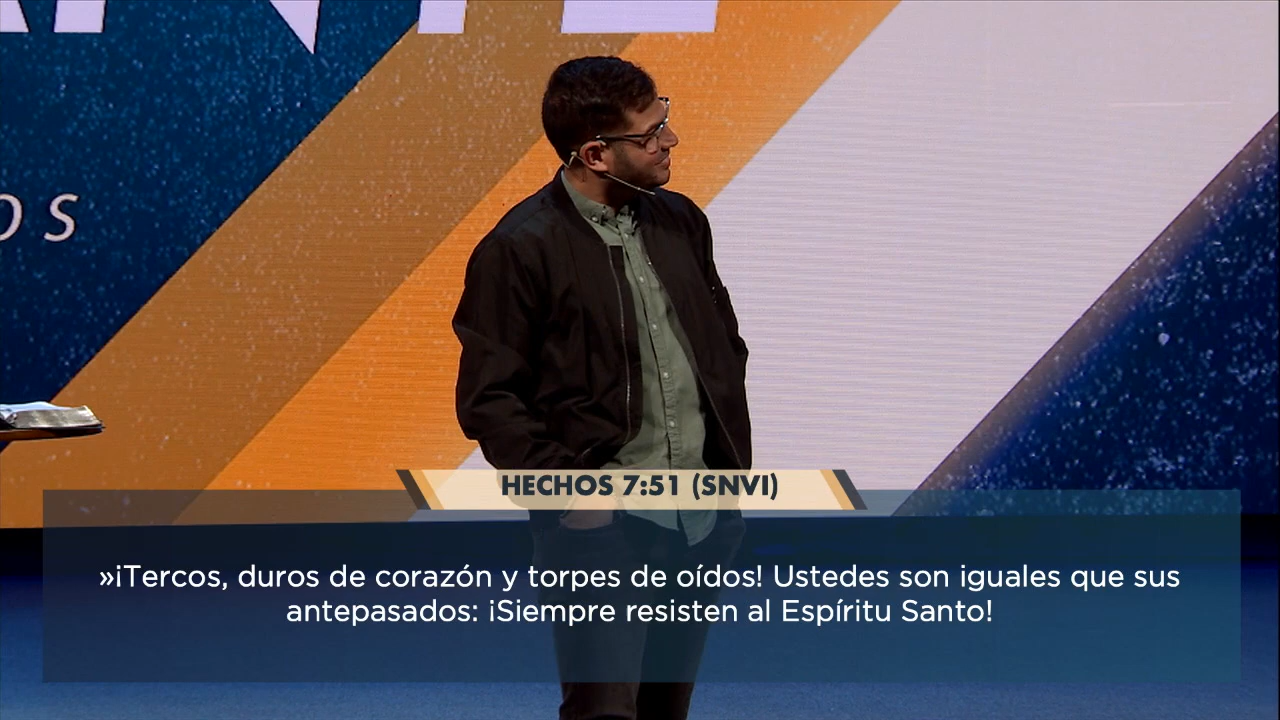 OS
HECHOS 7:51 (SNVI)
»¡Tercos, duros de corazón y torpes de oídos! Ustedes son iguales que sus
antepasados: ¡Siempre resisten al Espíritu Santo!